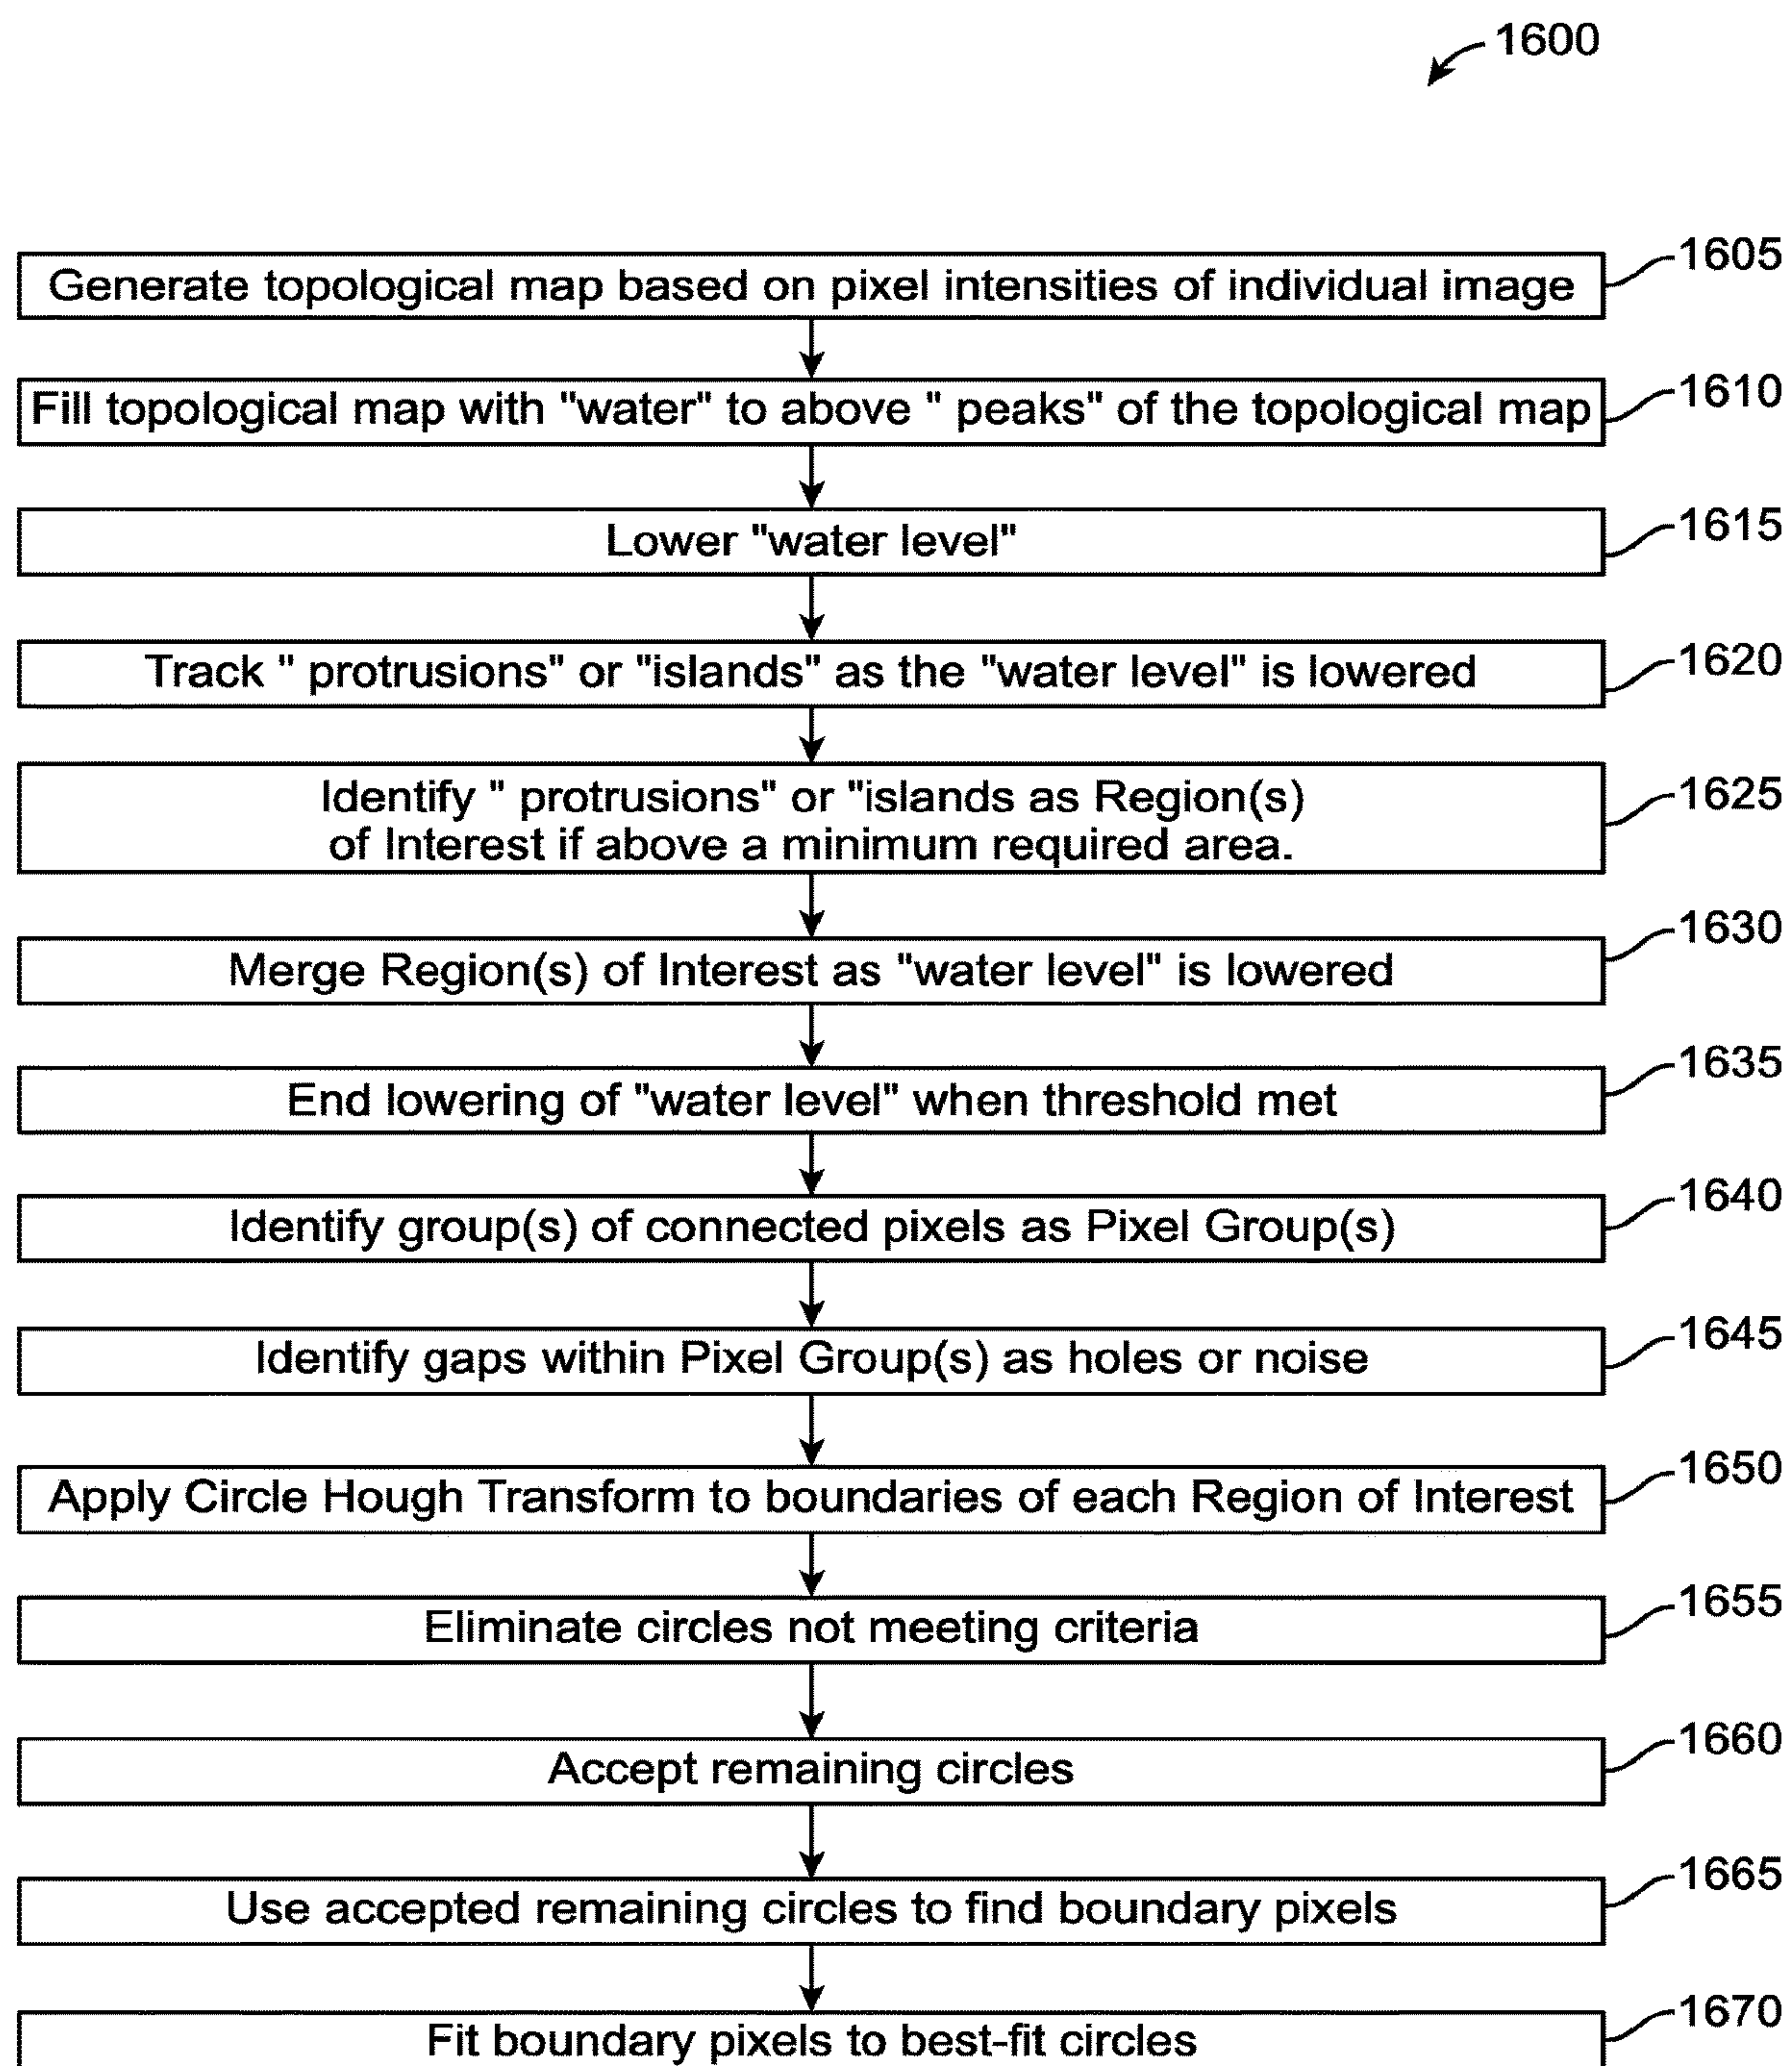 1600
Generate topological map based on pixel intensities of individual image
1605
Fill topological map with "water" to above " peaks" of the topological map
1610
Lower "water level"
1615
Track " protrusions" or "islands" as the "water level" is lowered
1620
Identify " protrusions" or "islands as Region(s)
of Interest if above a minimum required area.
1625
Merge Region(s) of Interest as "water level" is lowered
1630
End lowering of "water level" when threshold met
1635
Identify group(s) of connected pixels as Pixel Group(s)
1640
Identify gaps within Pixel Group(s) as holes or noise
1645
Apply Circle Hough Transform to boundaries of each Region of Interest
1650
Eliminate circles not meeting criteria
1655
Accept remaining circles
1660
Use accepted remaining circles to find boundary pixels
1665
Fit boundary pixels to best-fit circles
1670